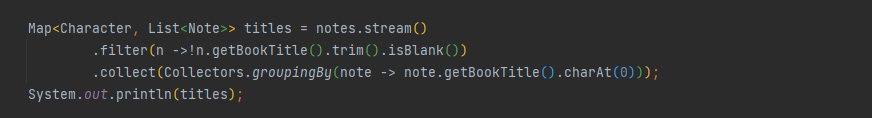 Map<Character, List<Note>> titles = notes.stream()
.filter(n ->!n.getBookTitle().trim().isBlank())
.collect(Collectors.groupingBy(note -> note.getBookTitle().charAt(0)));
System.out.println(titles);